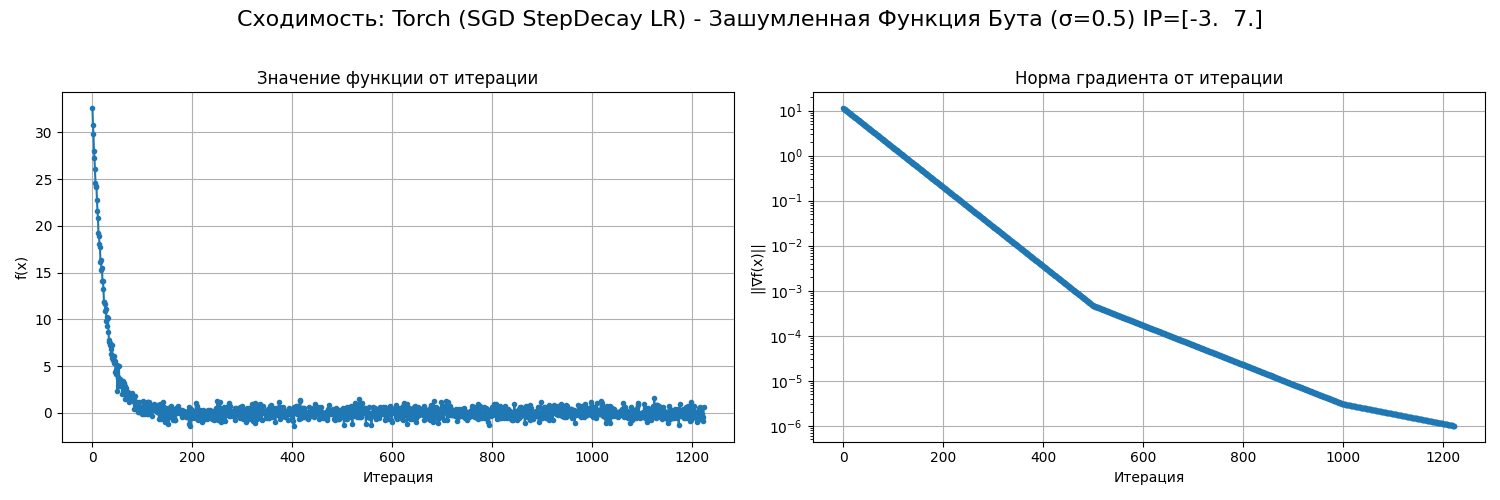 Сходимость: Torch (SGD StepDecay LR) - Зашумленная Функция Бута (σ=0.5) IP=[-3.  7.]
Значение функции от итерации
f(x)
30
25
20
15
10
5
0
0 200 400 600 800 1000 1200
Итерация
Норма градиента от итерации
||∇f(x)||
10¹
10⁰
10⁻¹
10⁻²
10⁻³
10⁻⁴
10⁻⁵
10⁻⁶
0 200 400 600 800 1000 1200
Итерация